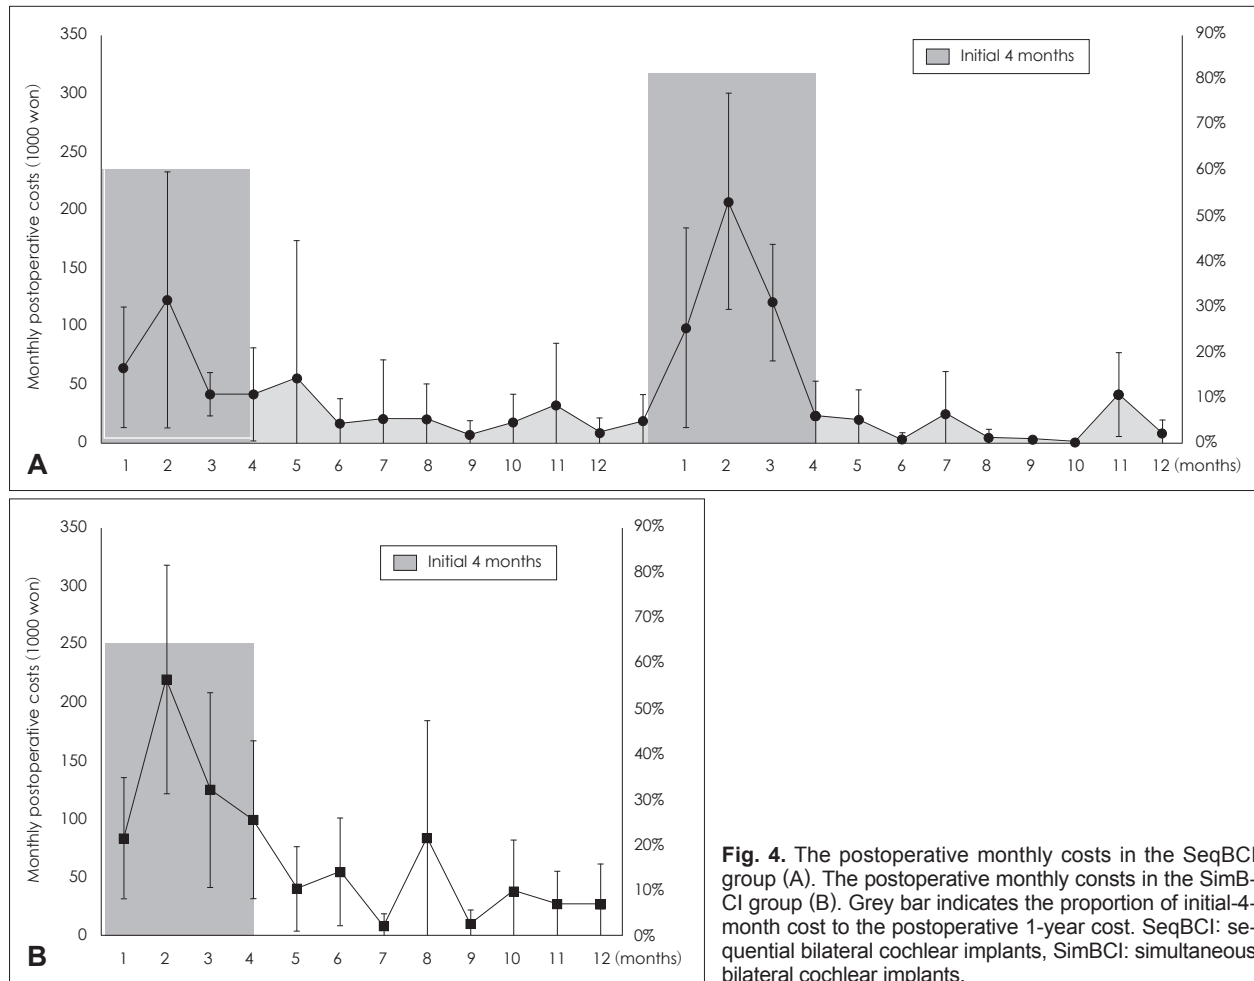 350
300
250
200
150
100
50
0
Monthly postoperative costs (1000 won)
Initial 4 months
90%
80%
70%
60%
50%
40%
30%
20%
10%
0%
A
1 2 3 4 5 6 7 8 9 10 11 12 1 2 3 4 5 6 7 8 9 10 11 12 (months)
350
300
250
200
150
100
50
0
Monthly postoperative costs (1000 won)
Initial 4 months
90%
80%
70%
60%
50%
40%
30%
20%
10%
0%
B
1 2 3 4 5 6 7 8 9 10 11 12 (months)
Fig. 4. The postoperative monthly costs in the SeqBCI
group (A). The postoperative monthly consts in the SimB-
CI group (B). Grey bar indicates the proportion of initial-4-
month cost to the postoperative 1-year cost. SeqBCI: se-
quential bilateral cochlear implants, SimBCI: simultaneous
bilateral cochlear implants.